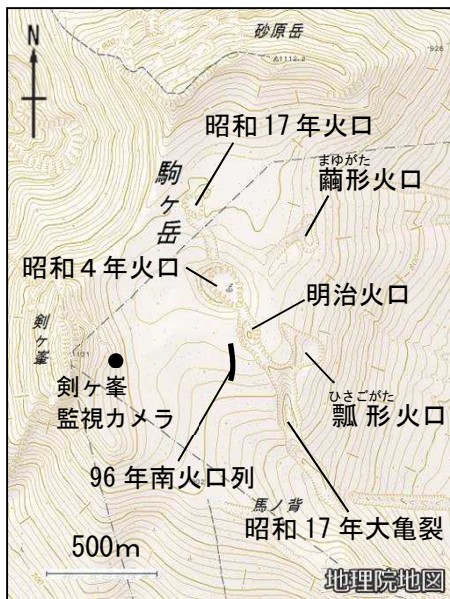 N
砂原岳
1112.2
昭和17年火口
まゆがた
繭形火口
駒ヶ岳
昭和4年火口
明治火口
剣ヶ峯
剣ヶ峯
監視カメラ
ひさごがた
瓢形火口
96年南火口列
馬ノ背
昭和17年大亀裂
500m
地理院地図